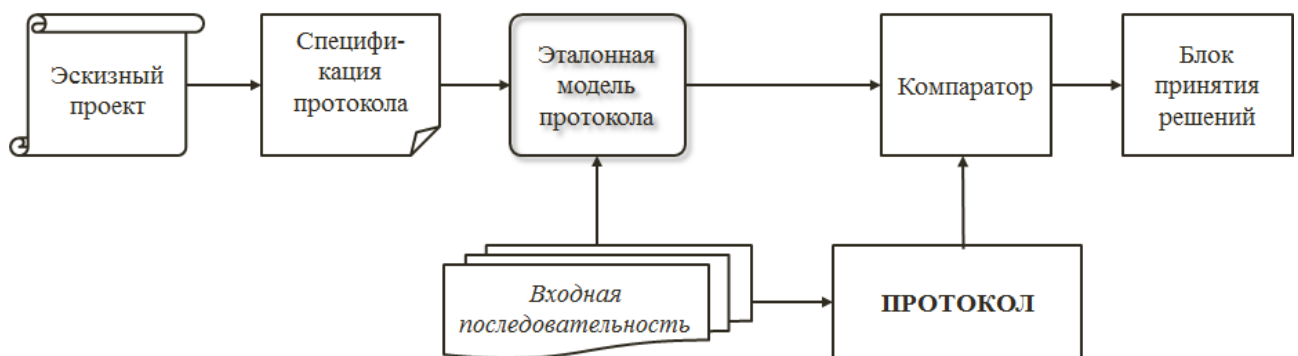 Эскизный
проект
Специфи-
кация
протокола
Эталонная
модель
протокола
Компаратор
Блок
принятия
решений
Входная
последовательность
ПРОТОКОЛ